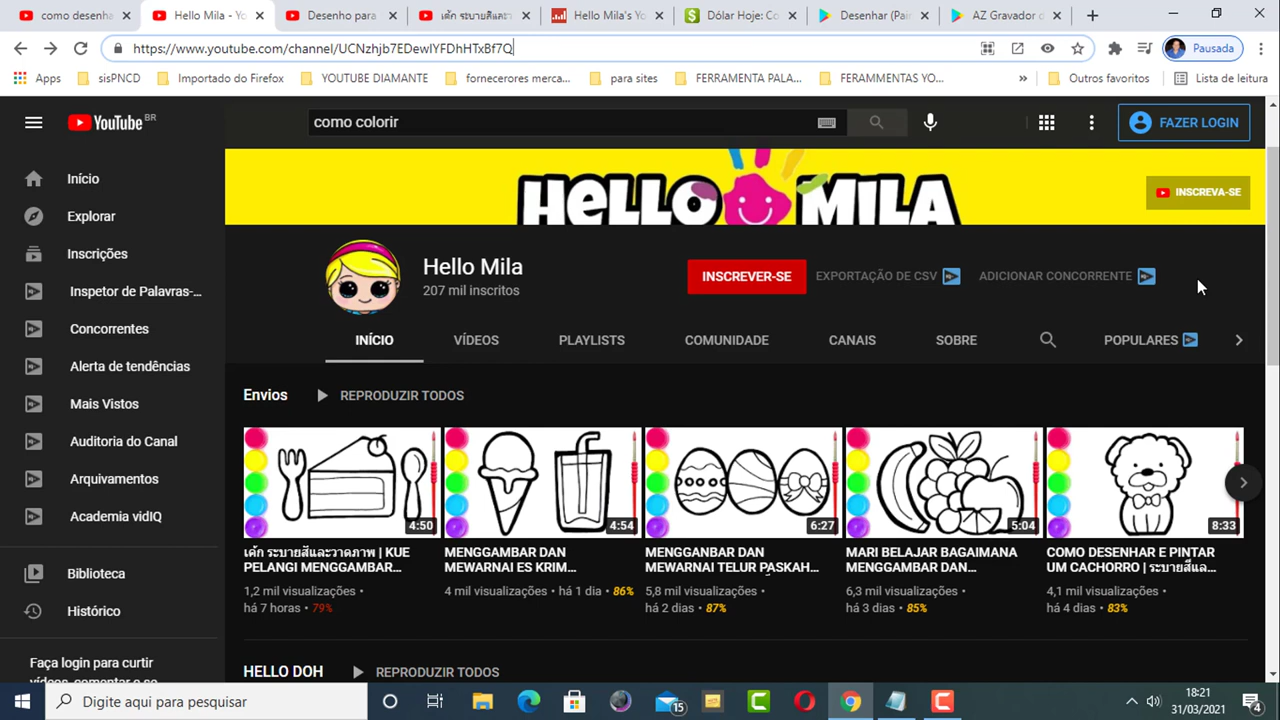 como desenha
Hello Mila - Yo
Desenho para
เค้ก ระบายสีและวา
Hello Mila's Yo
Dólar Hoje: Co
Desenhar (Pain
AZ Gravador d
https://www.youtube.com/channel/UCNzhjb7EDewIYFDhHTxBf7Q
Pausada
Apps
sisPNCD
Importado do Firefox
YOUTUBE DIAMANTE
fornecerores merca...
para sites
FERRAMENTA PALA...
FERAMMENTAS YO...
»
Outros favoritos
Lista de leitura
YouTube BR
como colorir
FAZER LOGIN
Início
Explorar
Inscrições
Inspetor de Palavras-...
Concorrentes
Alerta de tendências
Mais Vistos
Auditoria do Canal
Arquivamentos
Academia vidIQ
Biblioteca
Histórico
Faça login para curtir
vídeos, comentar e se
HELLO MILA
INSCREVA-SE
Hello Mila
207 mil inscritos
INSCREVER-SE
EXPORTAÇÃO DE CSV
ADICIONAR CONCORRENTE
INÍCIO
VÍDEOS
PLAYLISTS
COMUNIDADE
CANAIS
SOBRE
POPULARES
Envios
REPRODUZIR TODOS
4:50
4:54
6:27
5:04
8:33
เค้ก ระบายสีและวาดภาพ | KUE
PELANGI MENGGAMBAR...
1,2 mil visualizações •
há 7 horas • 79%
MENGGAMBAR DAN
MEWARNAI ES KRIM...
4 mil visualizações • há 1 dia • 86%
MENGGANBAR DAN
MEWARNAI TELUR PASKAH...
5,8 mil visualizações •
há 2 dias • 87%
MARI BELAJAR BAGAIMANA
MENGGAMBAR DAN...
6,3 mil visualizações •
há 3 dias • 85%
COMO DESENHAR E PINTAR
UM CACHORRO | ระบายสีแล...
4,1 mil visualizações •
há 4 dias • 83%
HELLO DOH
REPRODUZIR TODOS
Digite aqui para pesquisar
15
18:21
31/03/2021
4